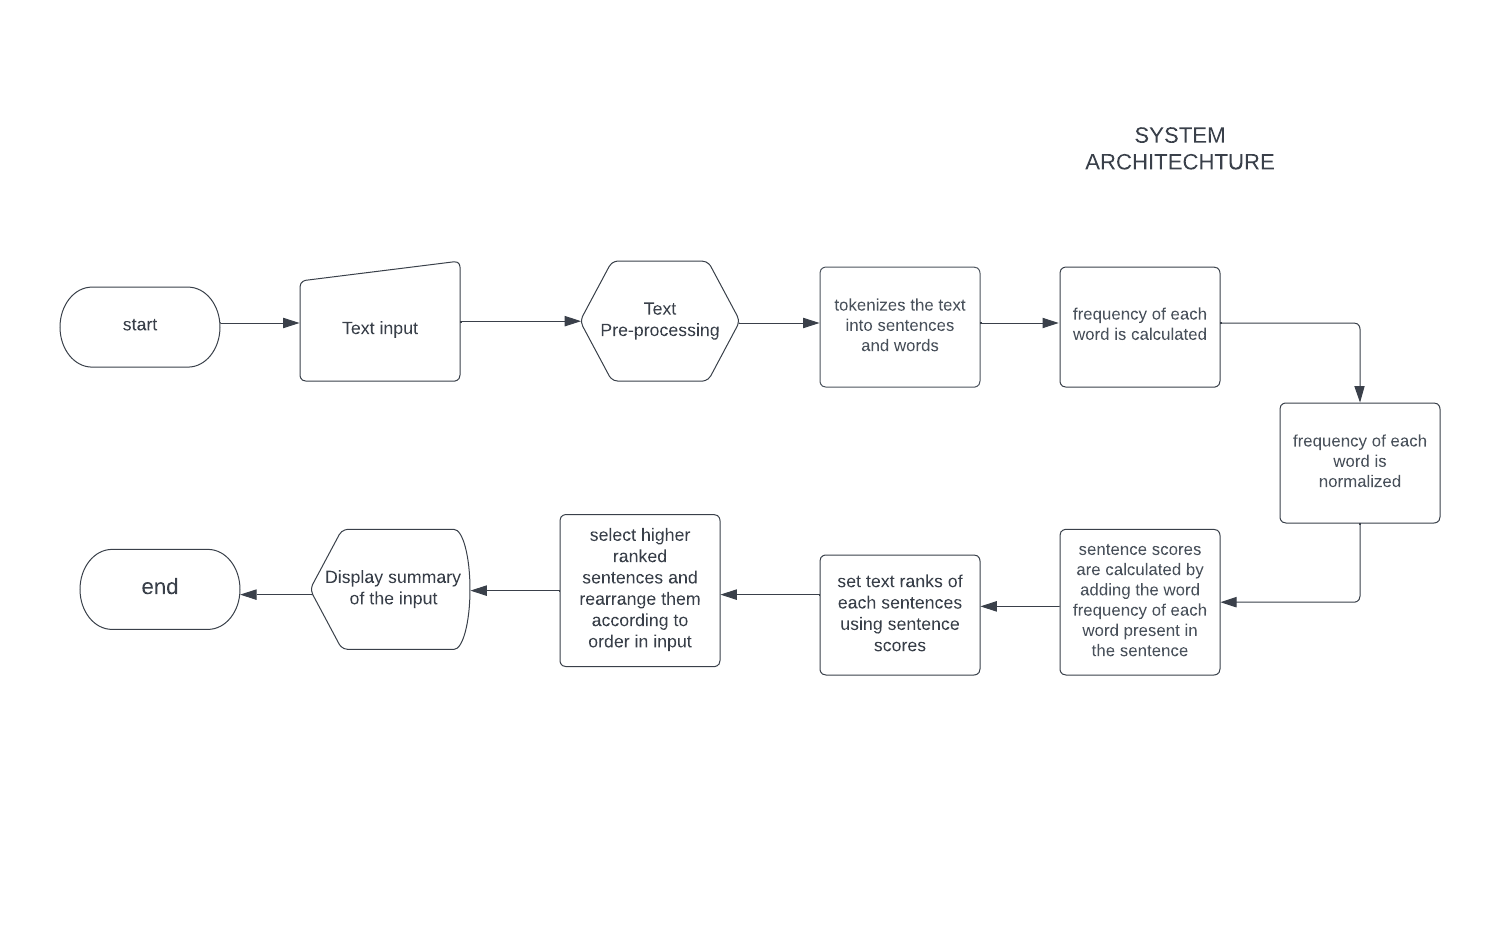 SYSTEM
ARCHITECHTURE
start
Text input
Text
Pre-processing
tokenizes the text
into sentences
and words
frequency of each
word is calculated
frequency of each
word is
normalized
sentence scores
are calculated by
adding the word
frequency of each
word present in
the sentence
set text ranks of
each sentences
using sentence
scores
select higher
ranked
sentences and
rearrange them
according to
order in input
Display summary
of the input
end